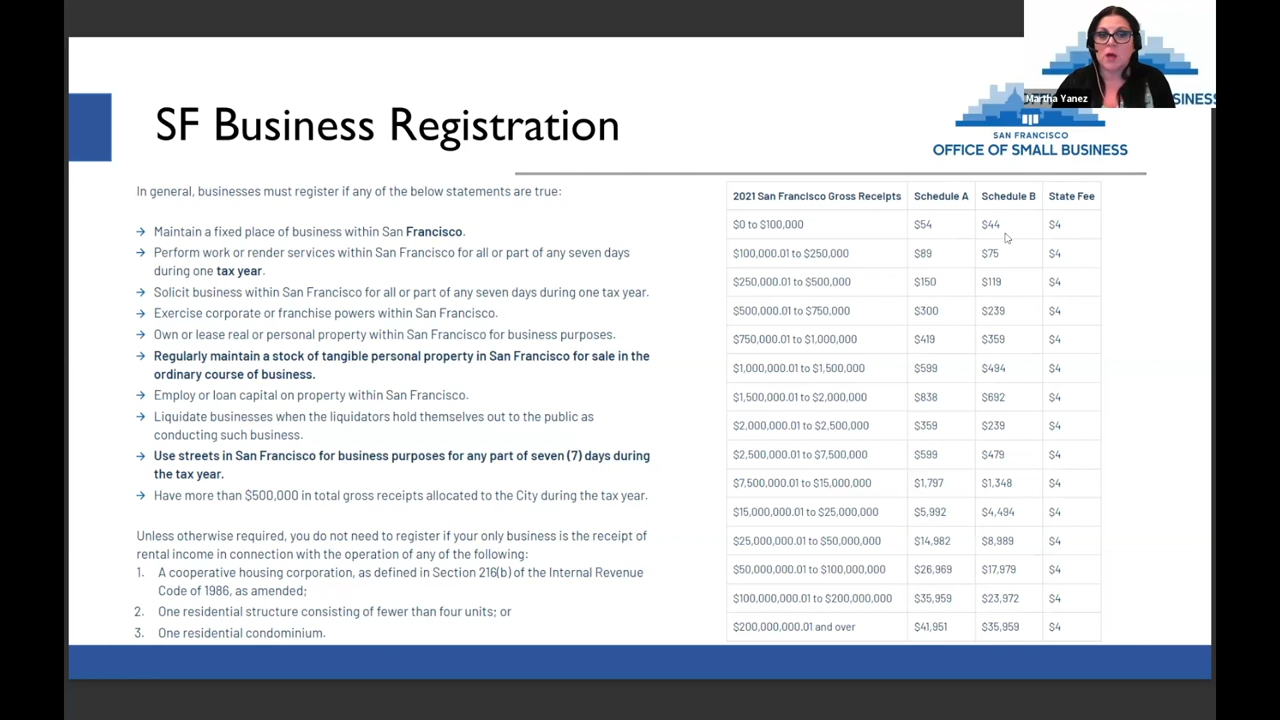 Martha Yanez
SINESS
SAN FRANCISCO
OFFICE OF SMALL BUSINESS
SF Business Registration
In general, businesses must register if any of the below statements are true:
→ Maintain a fixed place of business within San Francisco.
→ Perform work or render services within San Francisco for all or part of any seven days
during one tax year.
→ Solicit business within San Francisco for all or part of any seven days during one tax year.
→ Exercise corporate or franchise powers within San Francisco.
→ Own or lease real or personal property within San Francisco for business purposes.
→ Regularly maintain a stock of tangible personal property in San Francisco for sale in the
ordinary course of business.
→ Employ or loan capital on property within San Francisco.
→ Liquidate businesses when the liquidators hold themselves out to the public as
conducting such business.
→ Use streets in San Francisco for business purposes for any part of seven (7) days during
the tax year.
→ Have more than $500,000 in total gross receipts allocated to the City during the tax year.
Unless otherwise required, you do not need to register if your only business is the receipt of
rental income in connection with the operation of any of the following:
1. A cooperative housing corporation, as defined in Section 216(b) of the Internal Revenue
Code of 1986, as amended;
2. One residential structure consisting of fewer than four units; or
3. One residential condominium.
2021 San Francisco Gross Receipts Schedule A Schedule B State Fee
$0 to $100,000 $54 $44 $4
$100,000.01 to $250,000 $89 $75 $4
$250,000.01 to $500,000 $150 $119 $4
$500,000.01 to $750,000 $300 $239 $4
$750,000.01 to $1,000,000 $419 $359 $4
$1,000,000.01 to $1,500,000 $599 $494 $4
$1,500,000.01 to $2,000,000 $838 $692 $4
$2,000,000.01 to $2,500,000 $359 $239 $4
$2,500,000.01 to $7,500,000 $599 $479 $4
$7,500,000.01 to $15,000,000 $1,797 $1,348 $4
$15,000,000.01 to $25,000,000 $5,992 $4,494 $4
$25,000,000.01 to $50,000,000 $14,982 $8,989 $4
$50,000,000.01 to $100,000,000 $26,969 $17,979 $4
$100,000,000.01 to $200,000,000 $35,959 $23,972 $4
$200,000,000.01 and over $41,951 $35,959 $4